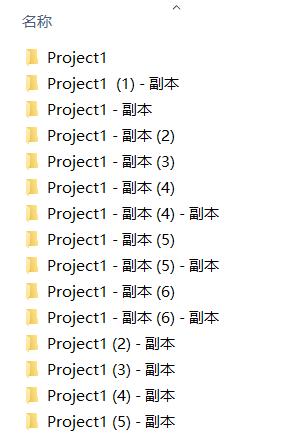 名称
Project1
Project1  (1) - 副本
Project1 - 副本
Project1 - 副本 (2)
Project1 - 副本 (3)
Project1 - 副本 (4)
Project1 - 副本 (4) - 副本
Project1 - 副本 (5)
Project1 - 副本 (5) - 副本
Project1 - 副本 (6)
Project1 - 副本 (6) - 副本
Project1 (2) - 副本
Project1 (3) - 副本
Project1 (4) - 副本
Project1 (5) - 副本